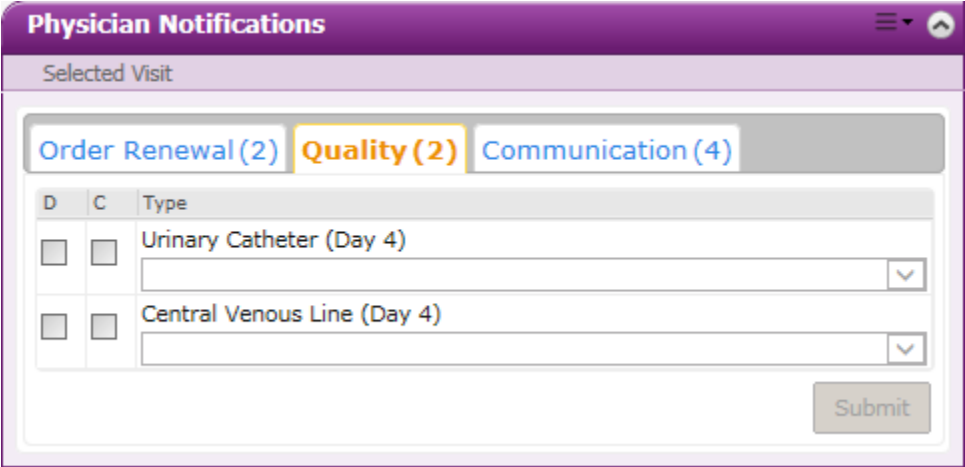 Physician Notifications
Selected Visit
Order Renewal (2) Quality (2) Communication (4)
D C Type
Urinary Catheter (Day 4)
Central Venous Line (Day 4)
Submit